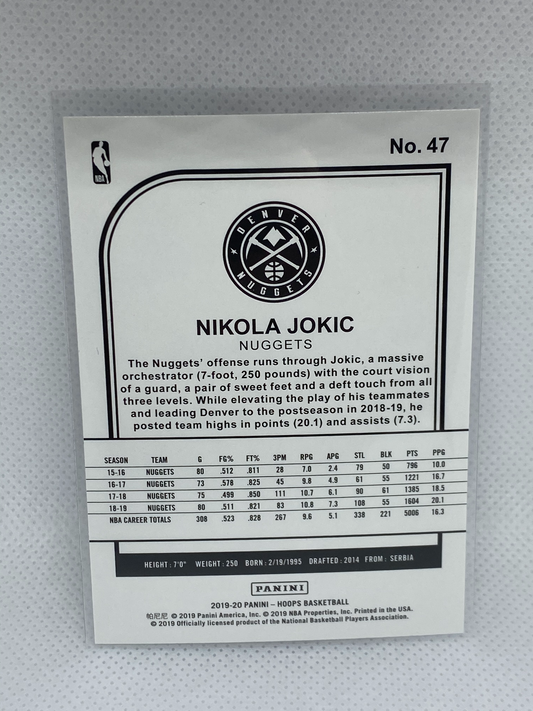 No. 47
NBA
DENVER
NUGGETS
NIKOLA JOKIC
NUGGETS
The Nuggets' offense runs through Jokic, a massive
orchestrator (7-foot, 250 pounds) with the court vision
of a guard, a pair of sweet feet and a deft touch from all
three levels. While elevating the play of his teammates
and leading Denver to the postseason in 2018-19, he
posted team highs in points (20.1) and assists (7.3).
SEASON TEAM G FG% FT% 3PM RPG APG STL BLK PTS PPG
15-16 NUGGETS 80 .512 .811 28 7.0 2.4 79 50 796 10.0
16-17 NUGGETS 73 .578 .825 45 9.8 4.9 61 55 1221 16.7
17-18 NUGGETS 75 .499 .850 111 10.7 6.1 90 61 1385 18.5
18-19 NUGGETS 80 .511 .821 83 10.8 7.3 108 55 1604 20.1
NBA CAREER TOTALS 308 .523 .828 267 9.6 5.1 338 221 5006 16.3
HEIGHT: 7'0" WEIGHT: 250 BORN: 2/19/1995 DRAFTED: 2014 FROM: SERBIA
PANINI
2019-20 PANINI – HOOPS BASKETBALL
帕尼尼 © 2019 Panini America, Inc. © 2019 NBA Properties, Inc. Printed in the USA.
© 2019 Officially licensed product of the National Basketball Players Association.